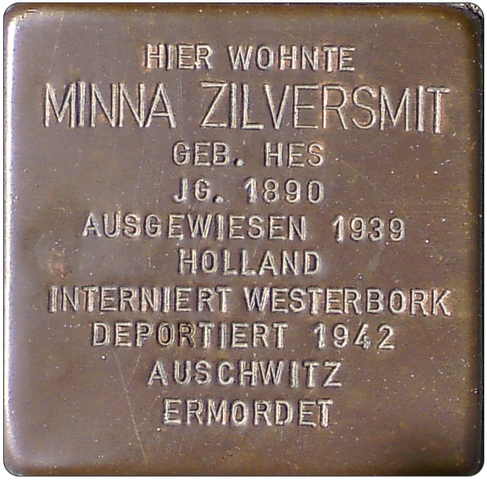 HIER WOHNTE
MINNA ZILVERSMIT
GEB. HES
JG. 1890
AUSGEWIESEN 1939
HOLLAND
INTERNIERT WESTERBORK
DEPORTIERT 1942
AUSCHWITZ
ERMORDET